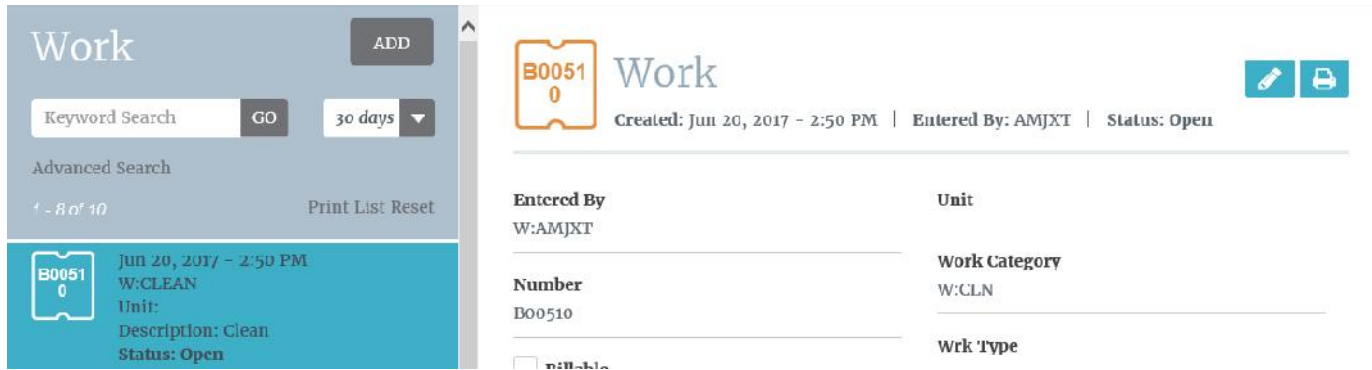 Work
ADD
Keyword Search
GO
30 days
Advanced Search
1 - 8 of 10
Print List Reset
B0051
0
Jun 20, 2017 - 2:50 PM
W:CLEAN
Unit:
Description: Clean
Status: Open
B0051
0
Work
Created: Jun 20, 2017 - 2:50 PM | Entered By: AMJXT | Status: Open
Entered By
W:AMJXT
Number
B00510
Billable
Unit
Work Category
W:CLN
Wrk Type